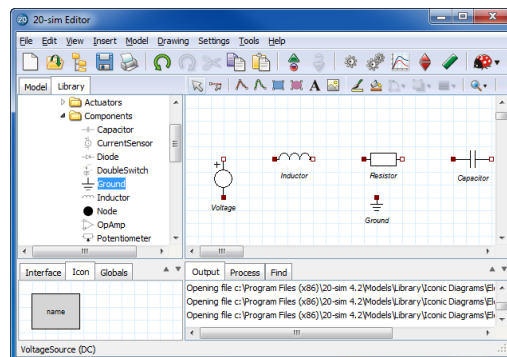 20-sim Editor
File Edit View Insert Model Drawing Settings Tools Help
Model Library
Actuators
Components
Capacitor
CurrentSensor
Diode
DoubleSwitch
Ground
Inductor
Node
OpAmp
Potentiometer
Voltage
Inductor
Resistor
Capacitor
Ground
Interface Icon Globals
name
Output Process Find
Opening file c:\Program Files (x86)\20-sim 4.2\Models\Library\Iconic Diagrams\Ele
Opening file c:\Program Files (x86)\20-sim 4.2\Models\Library\Iconic Diagrams\Ele
Opening file c:\Program Files (x86)\20-sim 4.2\Models\Library\Iconic Diagrams\Ele
VoltageSource (DC)